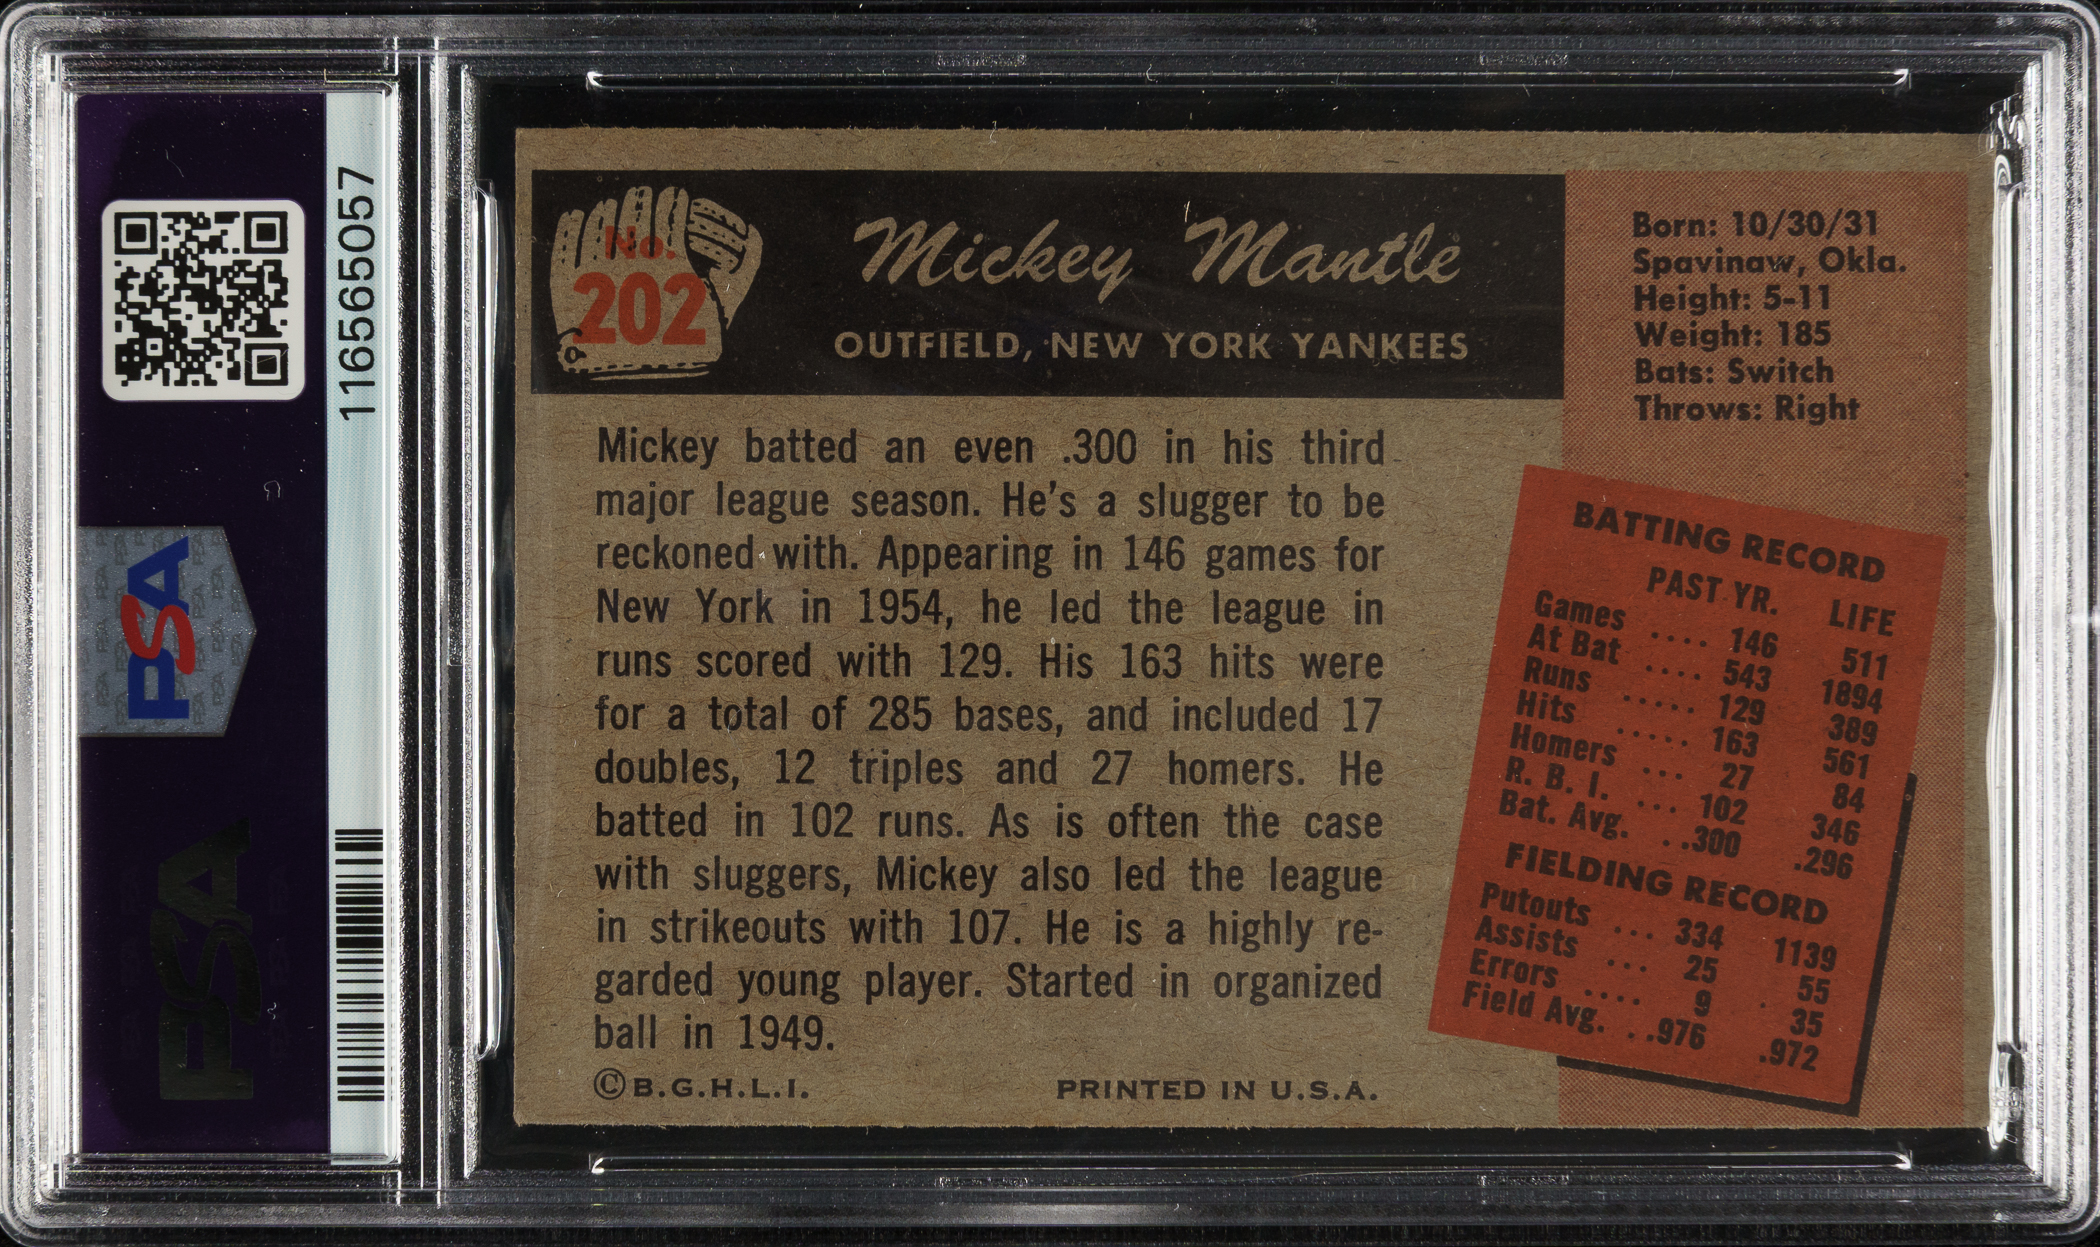 116565057
PSA
PSA
No.
202
Mickey Mantle
OUTFIELD, NEW YORK YANKEES
Born: 10/30/31
Spavinaw, Okla.
Height: 5-11
Weight: 185
Bats: Switch
Throws: Right
Mickey batted an even .300 in his third
major league season. He's a slugger to be
reckoned with. Appearing in 146 games for
New York in 1954, he led the league in
runs scored with 129. His 163 hits were
for a total of 285 bases, and included 17
doubles, 12 triples and 27 homers. He
batted in 102 runs. As is often the case
with sluggers, Mickey also led the league
in strikeouts with 107. He is a highly re-
garded young player. Started in organized
ball in 1949.
©B.G.H.L.I.
PRINTED IN U.S.A.
BATTING RECORD
PAST YR. LIFE
Games .... 146 511
At Bat .... 543 1894
Runs ..... 129 389
Hits ..... 163 561
Homers ... 27 84
R. B. I. ... 102 346
Bat. Avg. ..300 .296
FIELDING RECORD
Putouts ... 334 1139
Assists ... 25 55
Errors .... 9 35
Field Avg. ..976 .972